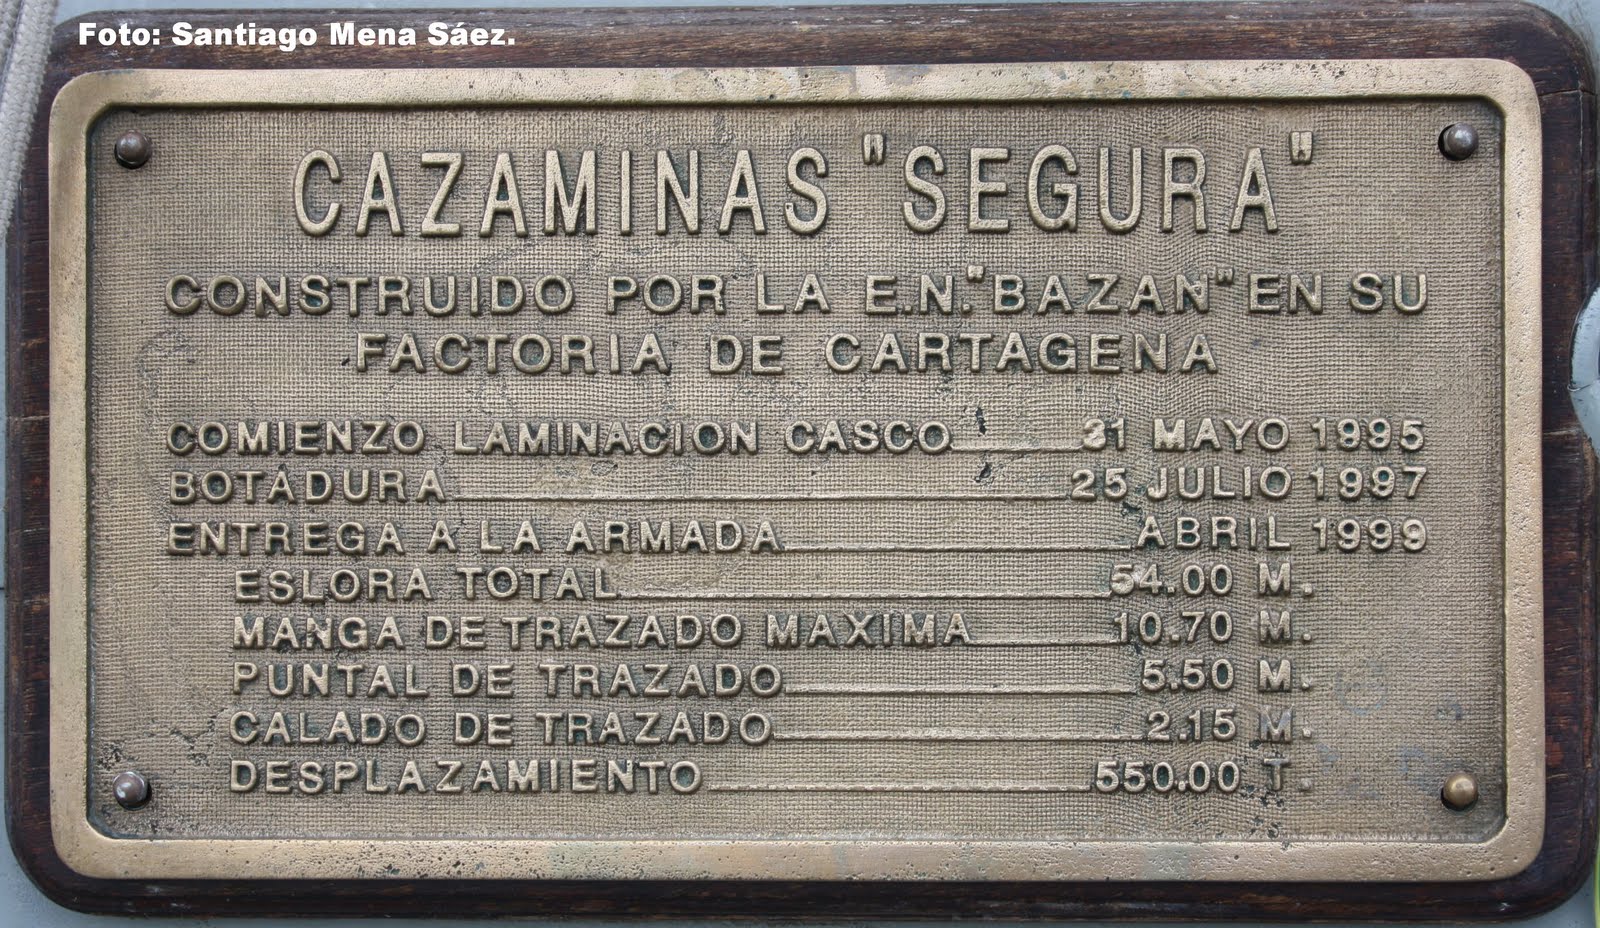 Foto: Santiago Mena Sáez.
CAZAMINAS "SEGURA"
CONSTRUIDO POR LA E.N."BAZAN" EN SU
FACTORIA DE CARTAGENA
COMIENZO LAMINACION CASCO 31 MAYO 1995
BOTADURA 25 JULIO 1997
ENTREGA A LA ARMADA ABRIL 1999
ESLORA TOTAL 54.00 M.
MANGA DE TRAZADO MAXIMA 10.70 M.
PUNTAL DE TRAZADO 5.50 M.
CALADO DE TRAZADO 2.15 M.
DESPLAZAMIENTO 550.00 T.